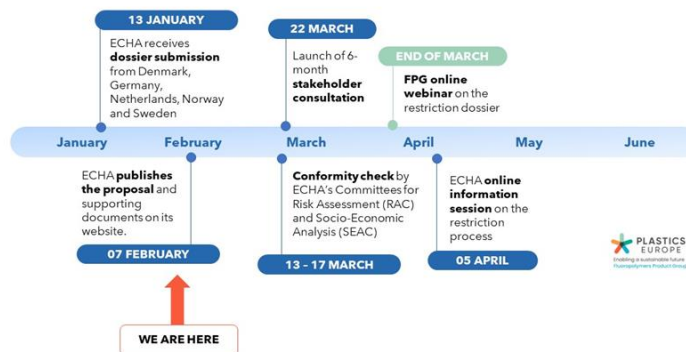 13 JANUARY
ECHA receives
dossier submission
from Denmark,
Germany,
Netherlands, Norway
and Sweden
22 MARCH
Launch of 6-
month
stakeholder
consultation
END OF MARCH
FPG online
webinar on the
restriction dossier
January February March April May June
ECHA publishes
the proposal and
supporting
documents on its
website.
07 FEBRUARY
Conformity check by
ECHA's Committees for
Risk Assessment (RAC)
and Socio-Economic
Analysis (SEAC)
13 – 17 MARCH
ECHA online
information
session on the
restriction
process
05 APRIL
PLASTICS
EUROPE
Enabling a sustainable future
Fluoropolymers Product Group
WE ARE HERE